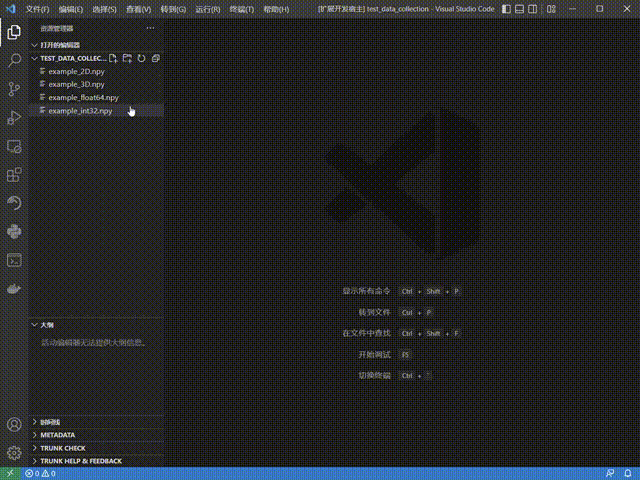 文件(F) 编辑(E) 选择(S) 查看(V) 转到(G) 运行(R) 终端(T) 帮助(H) [扩展开发宿主] test_data_collection - Visual Studio Code
资源管理器
打开的编辑器
TEST_DATA_COLLEC...
example_2D.npy
example_3D.npy
example_float64.npy
example_int32.npy
显示所有命令 Ctrl + Shift + P
转到文件 Ctrl + P
在文件中查找 Ctrl + Shift + F
开始调试 F5
切换终端 Ctrl + `
大纲
活动编辑器无法提供大纲信息。
时间线
METADATA
TRUNK CHECK
TRUNK HELP & FEEDBACK
0 0